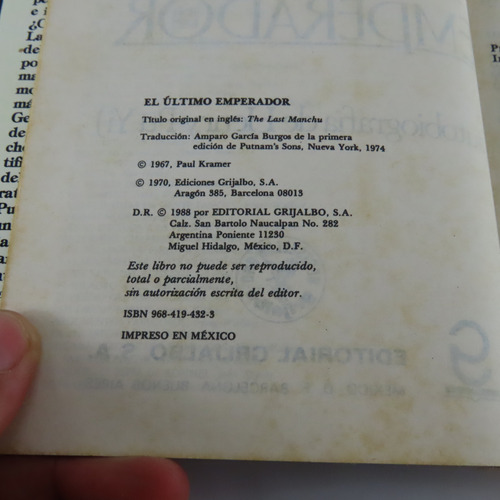 EL ÚLTIMO EMPERADOR
Título original en inglés: The Last Manchu
Traducción: Amparo García Burgos de la primera
edición de Putnam's Sons, Nueva York, 1974
© 1967, Paul Kramer
© 1970, Ediciones Grijalbo, S.A.
Aragón 385, Barcelona 08013
D.R. © 1988 por EDITORIAL GRIJALBO, S.A.
Calz. San Bartolo Naucalpan No. 282
Argentina Poniente 11230
Miguel Hidalgo, México, D.F.
Este libro no puede ser reproducido,
total o parcialmente,
sin autorización escrita del editor.
ISBN 968-419-432-3
IMPRESO EN MÉXICO
EDITORIAL GRIJALBO, S.A.